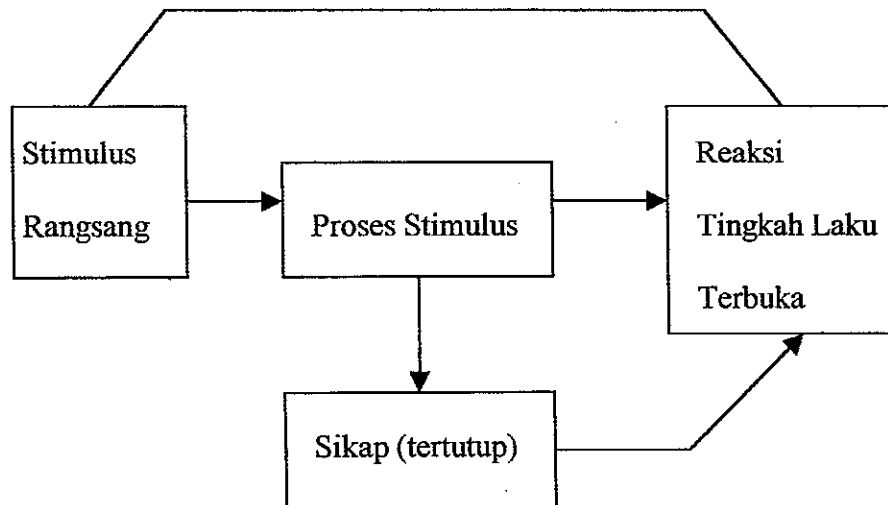 Stimulus
Rangsang
Proses Stimulus
Reaksi
Tingkah Laku
Terbuka
Sikap (tertutup)